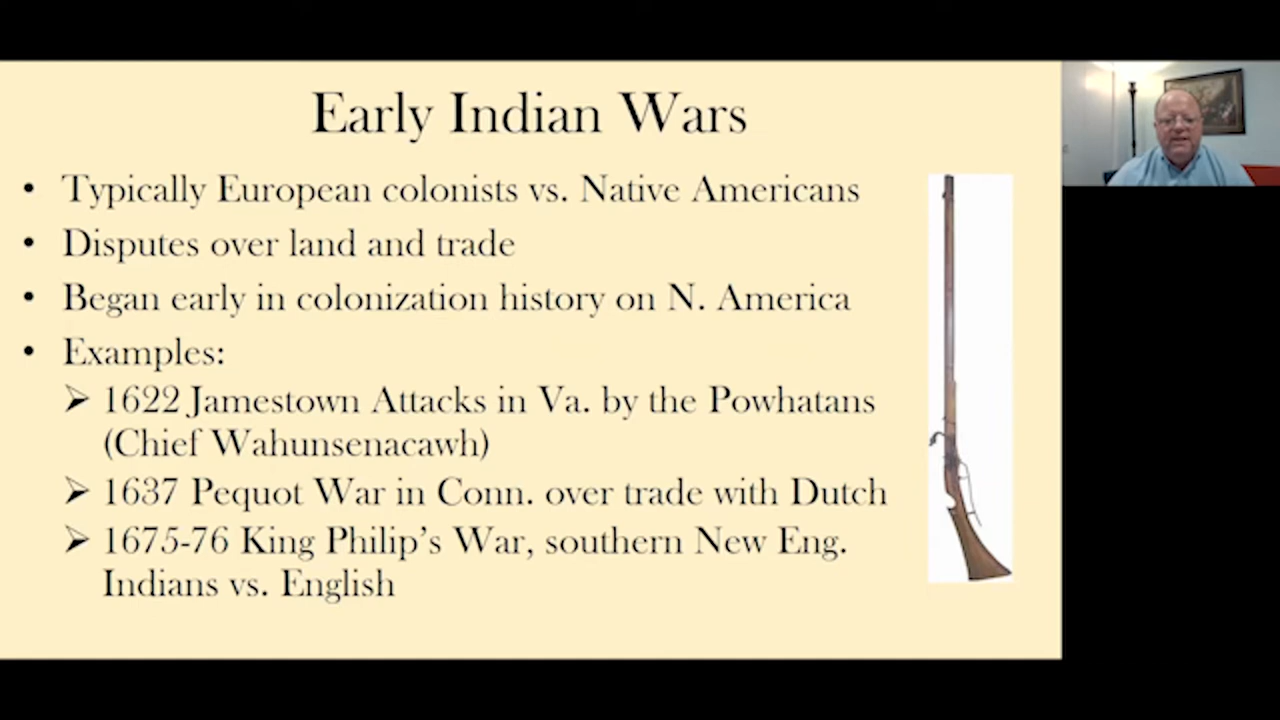 Early Indian Wars
• Typically European colonists vs. Native Americans
• Disputes over land and trade
• Began early in colonization history on N. America
• Examples:
➢ 1622 Jamestown Attacks in Va. by the Powhatans
(Chief Wahunsenacawh)
➢ 1637 Pequot War in Conn. over trade with Dutch
➢ 1675-76 King Philip’s War, southern New Eng.
Indians vs. English